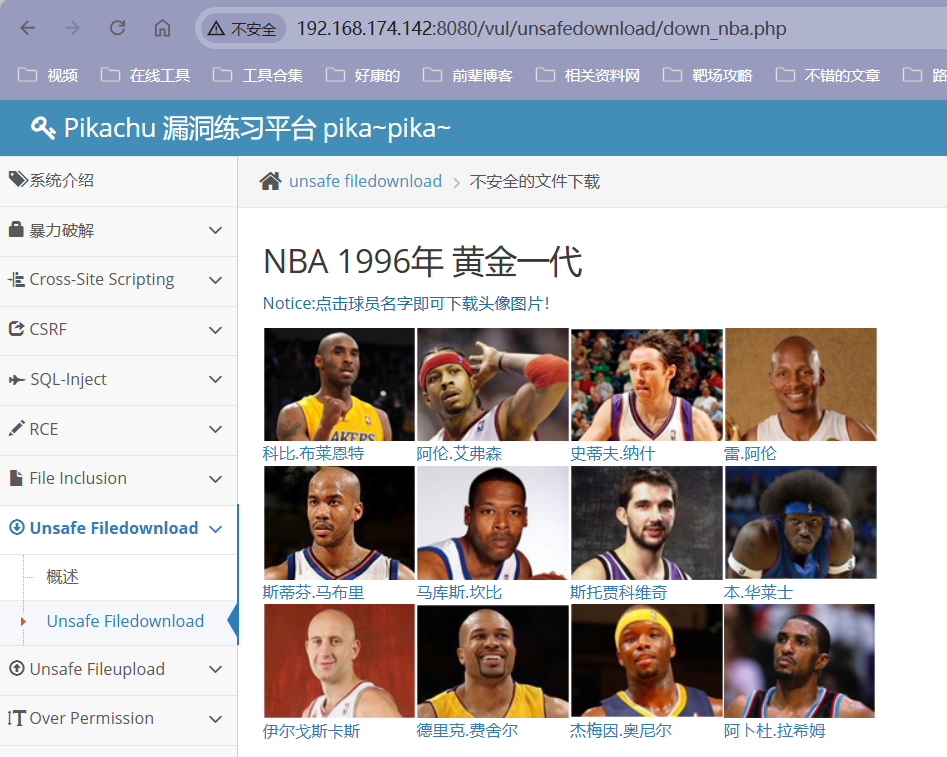 不安全 192.168.174.142:8080/vul/unsafedownload/down_nba.php
视频 在线工具 工具合集 好康的 前辈博客 相关资料网 靶场攻略 不错的文章 路
Pikachu 漏洞练习平台 pika~pika~
系统介绍
暴力破解
Cross-Site Scripting
CSRF
SQL-Inject
RCE
File Inclusion
Unsafe Filedownload
概述
Unsafe Filedownload
Unsafe Fileupload
Over Permission
unsafe filedownload 不安全的文件下载
NBA 1996年 黄金一代
Notice:点击球员名字即可下载头像图片！
科比.布莱恩特 阿伦.艾弗森 史蒂夫.纳什 雷.阿伦
斯蒂芬.马布里 马库斯.坎比 斯托贾科维奇 本.华莱士
伊尔戈斯卡斯 德里克.费舍尔 杰梅因.奥尼尔 阿卜杜.拉希姆